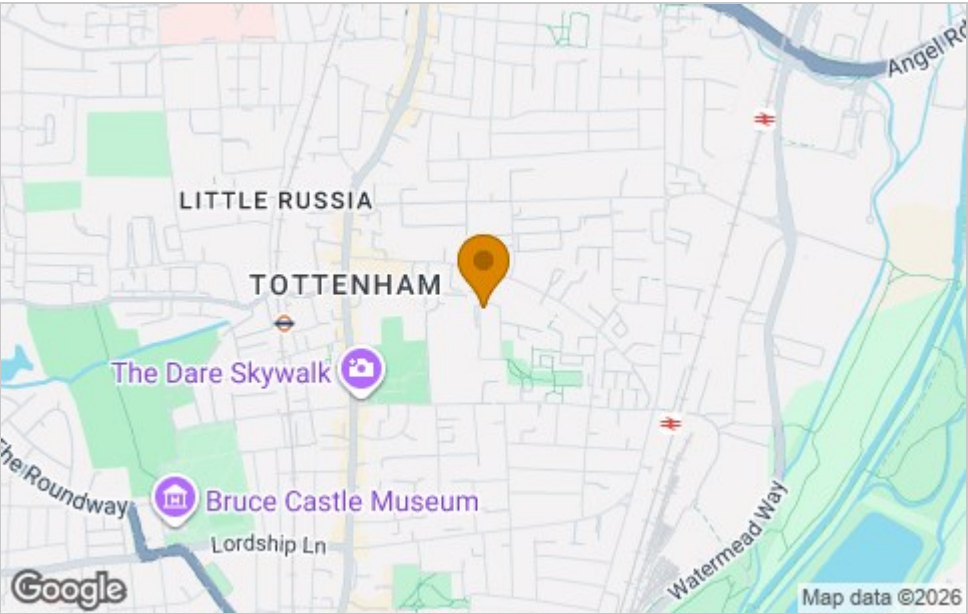 Angel Rd
LITTLE RUSSIA
TOTTENHAM
The Dare Skywalk
The Roundway
Bruce Castle Museum
Lordship Ln
Watermead Way
Google
Map data ©2026